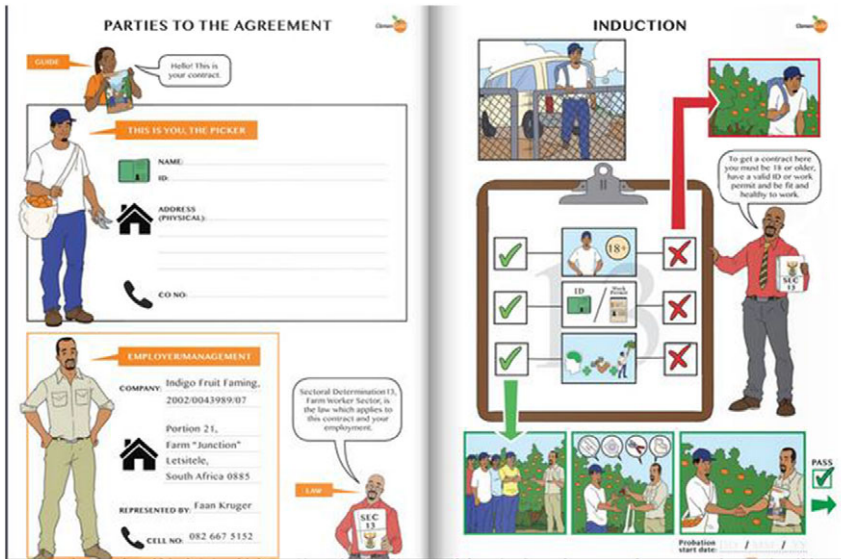 PARTIES TO THE AGREEMENT
GUIDE
Hello! This is
your contract.
THIS IS YOU, THE PICKER
NAME:
ID:
ADDRESS
(PHYSICAL):
CO NO:
EMPLOYER/MANAGEMENT
COMPANY: Indigo Fruit Faming,
2002/0043989/07
Portion 21,
Farm "Junction"
Letsitele,
South Africa 0885
REPRESENTED BY: Faan Kruger
CELL NO: 082 667 5152
Sectoral Determination13,
Farm Worker Sector, is
the law which applies to
this contract and your
employment.
LAW
SEC
13
INDUCTION
To get a contract here
you must be 18 or older,
have a valid ID or work
permit and be fit and
healthy to work.
SEC
13
13
18+
ID / Work
Permit
PASS
Probation
start date: / /